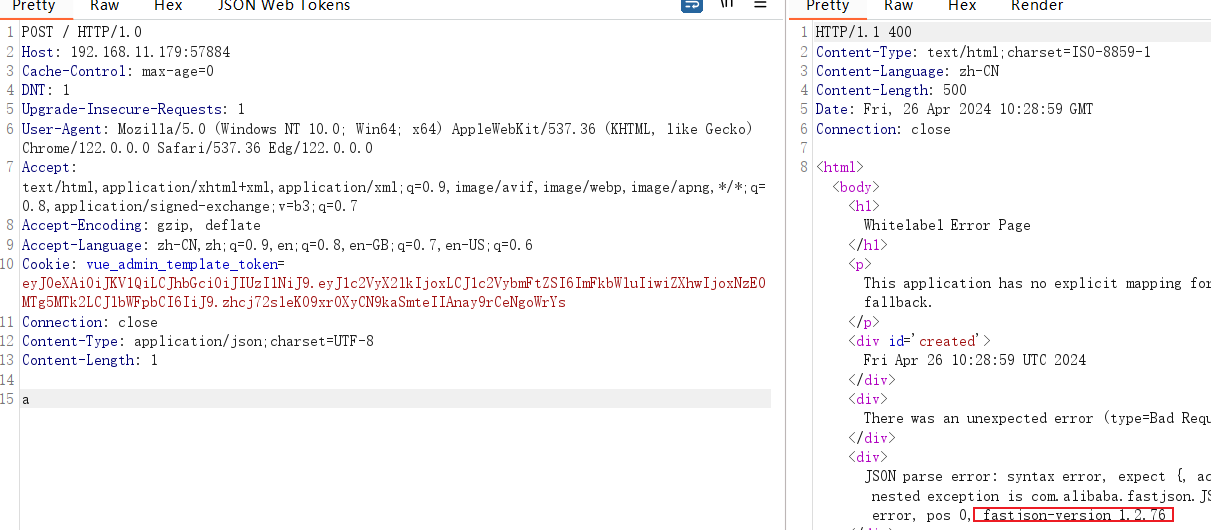 Pretty Raw Hex JSON Web Tokens \n
1 POST / HTTP/1.0
2 Host: 192.168.11.179:57884
3 Cache-Control: max-age=0
4 DNT: 1
5 Upgrade-Insecure-Requests: 1
6 User-Agent: Mozilla/5.0 (Windows NT 10.0; Win64; x64) AppleWebKit/537.36 (KHTML, like Gecko)
Chrome/122.0.0.0 Safari/537.36 Edg/122.0.0.0
7 Accept:
text/html,application/xhtml+xml,application/xml;q=0.9,image/avif,image/webp,image/apng,*/*;q=
0.8,application/signed-exchange;v=b3;q=0.7
8 Accept-Encoding: gzip, deflate
9 Accept-Language: zh-CN,zh;q=0.9,en;q=0.8,en-GB;q=0.7,en-US;q=0.6
10 Cookie: vue_admin_template_token=
11 Connection: close
12 Content-Type: application/json;charset=UTF-8
13 Content-Length: 1
14
15 a
Pretty Raw Hex Render
1 HTTP/1.1 400
2 Content-Type: text/html;charset=ISO-8859-1
3 Content-Language: zh-CN
4 Content-Length: 500
5 Date: Fri, 26 Apr 2024 10:28:59 GMT
6 Connection: close
7
8 <html>
<body>
<h1>
Whitelabel Error Page
</h1>
<p>
This application has no explicit mapping for
fallback.
</p>
<div id='created'>
Fri Apr 26 10:28:59 UTC 2024
</div>
<div>
There was an unexpected error (type=Bad Requ
</div>
<div>
JSON parse error: syntax error, expect {, ac
nested exception is com.alibaba.fastjson.JS
error, pos 0, fastjson-version 1.2.76